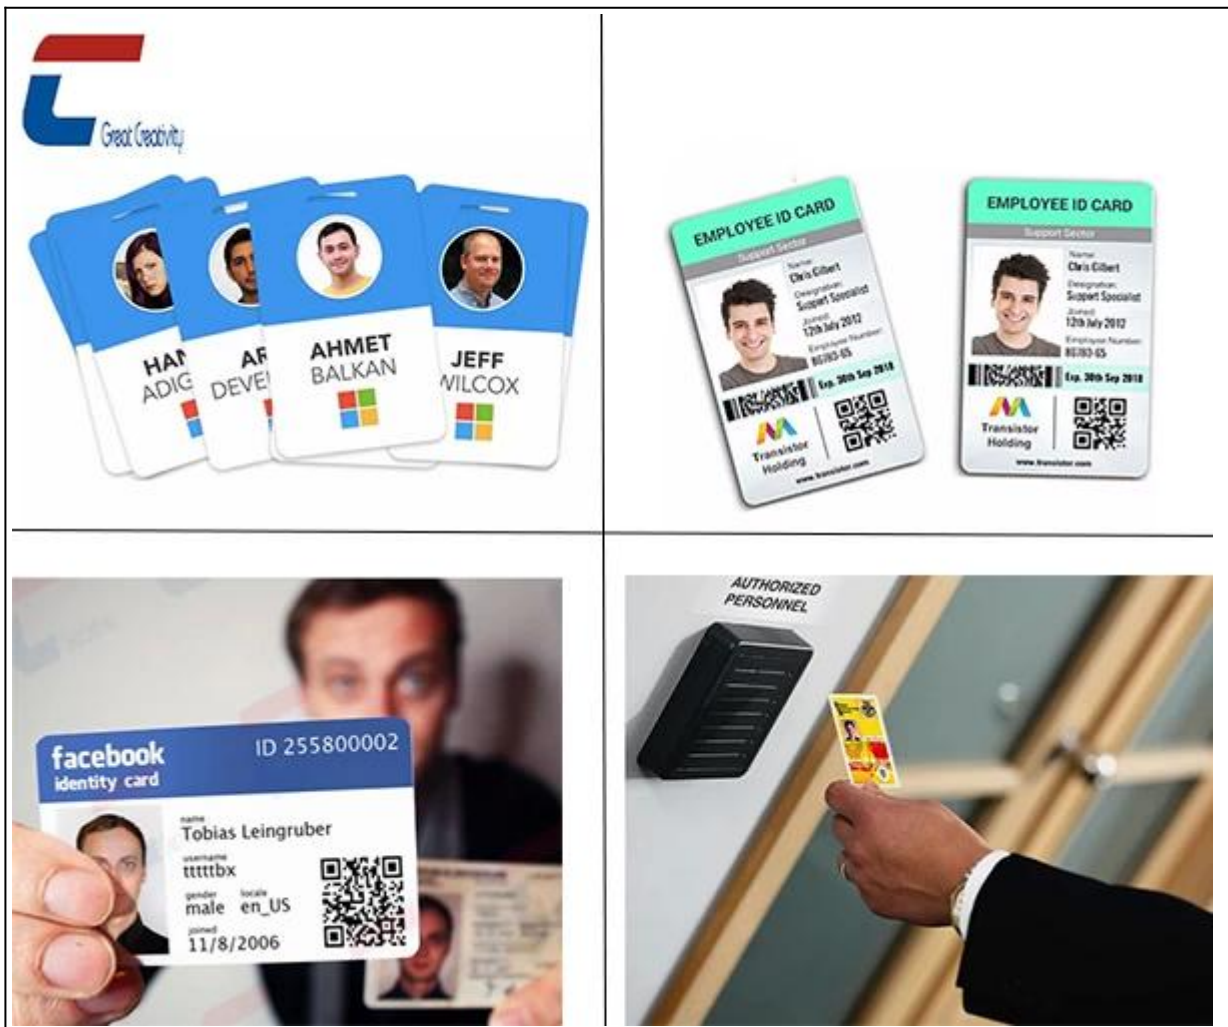 Great Creativity
HAN
ADIG
AR
DEVE
AHMET
BALKAN
JEFF
WILCOX
EMPLOYEE ID CARD
Support Sector
Name:
Chris Gilbert
Designation:
Support Specialist
Joined:
12th July 2012
Employee Number:
Exp. 30th Sep 2018
Transistor
Holding
www.transistor.com
EMPLOYEE ID CARD
Support Sector
Name:
Chris Gilbert
Designation:
Support Specialist
Joined:
12th July 2012
Employee Number:
Exp. 30th Sep 2018
Transistor
Holding
www.transistor.com
facebook
identity card
ID 255800002
name
Tobias Leingruber
username
tttttbx
gender locale
male en_US
joined
11/8/2006
AUTHORIZED
PERSONNEL